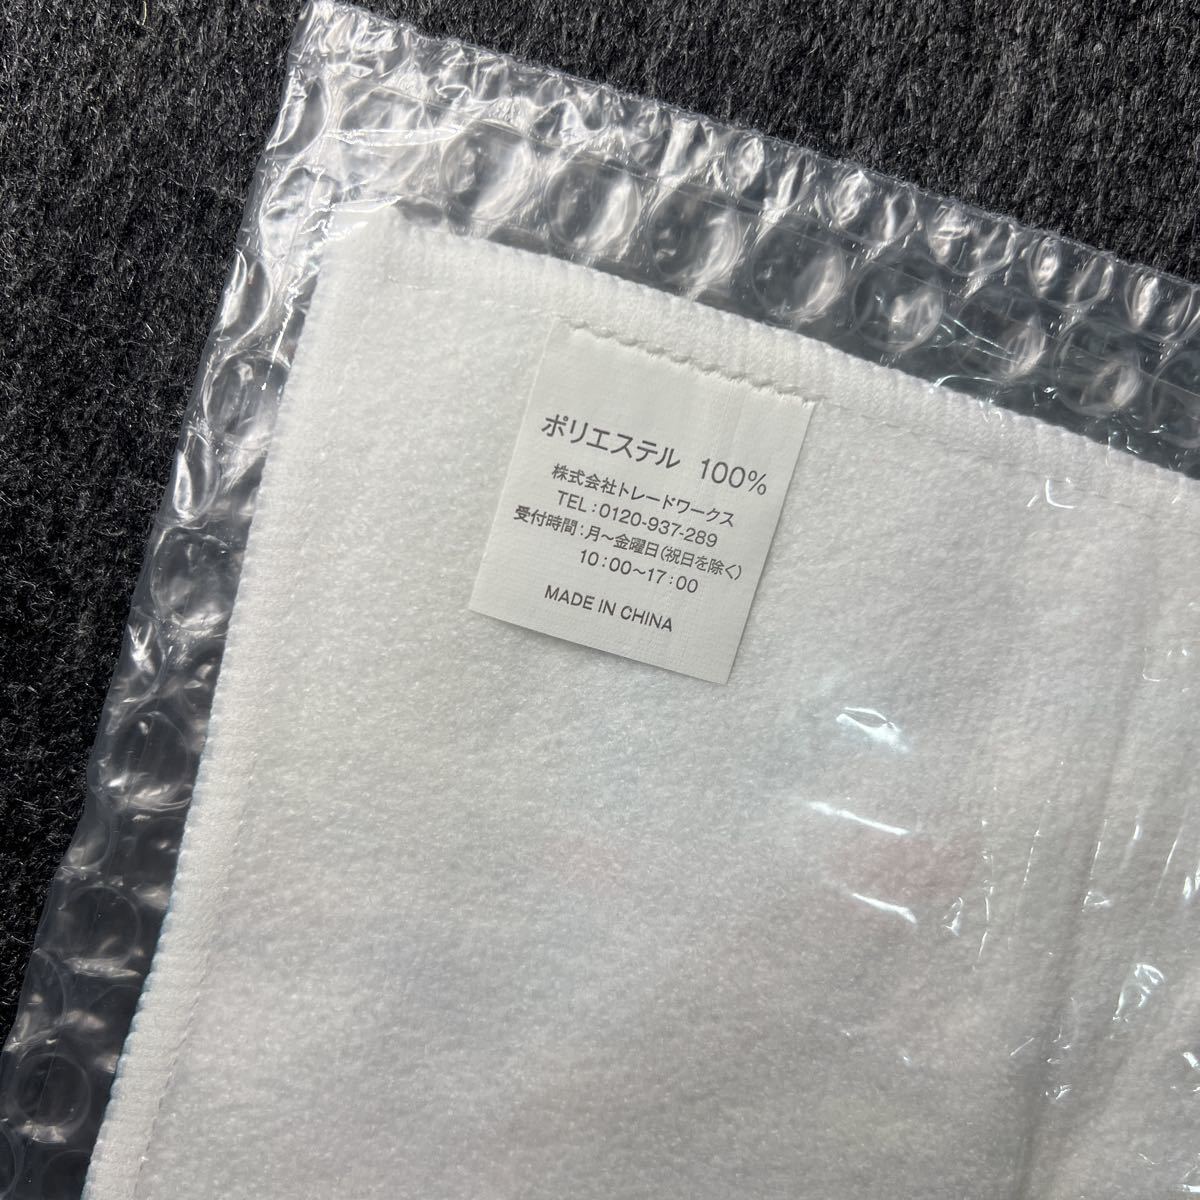 ポリエステル 100%
株式会社トレードワークス
TEL:0120-937-289
受付時間:月〜金曜日(祝日を除く)
10:00〜17:00
MADE IN CHINA